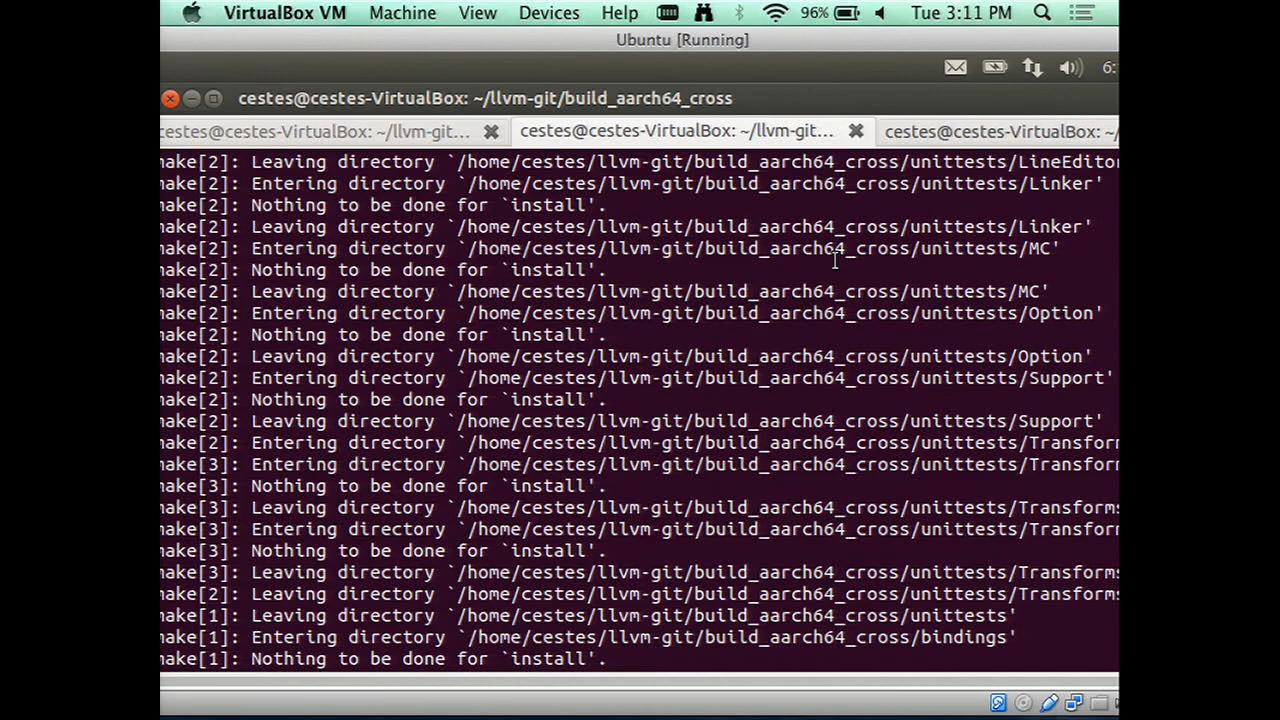 VirtualBox VM Machine View Devices Help 96% Tue 3:11 PM
Ubuntu [Running]
6:
cestes@cestes-VirtualBox: ~/llvm-git/build_aarch64_cross
cestes@cestes-VirtualBox: ~/llvm-git... cestes@cestes-VirtualBox: ~/llvm-git... cestes@cestes-VirtualBox: ~/
make[2]: Leaving directory `/home/cestes/llvm-git/build_aarch64_cross/unittests/LineEditor
make[2]: Entering directory `/home/cestes/llvm-git/build_aarch64_cross/unittests/Linker'
make[2]: Nothing to be done for `install'.
make[2]: Leaving directory `/home/cestes/llvm-git/build_aarch64_cross/unittests/Linker'
make[2]: Entering directory `/home/cestes/llvm-git/build_aarch64_cross/unittests/MC'
make[2]: Nothing to be done for `install'.
make[2]: Leaving directory `/home/cestes/llvm-git/build_aarch64_cross/unittests/MC'
make[2]: Entering directory `/home/cestes/llvm-git/build_aarch64_cross/unittests/Option'
make[2]: Nothing to be done for `install'.
make[2]: Leaving directory `/home/cestes/llvm-git/build_aarch64_cross/unittests/Option'
make[2]: Entering directory `/home/cestes/llvm-git/build_aarch64_cross/unittests/Support'
make[2]: Nothing to be done for `install'.
make[2]: Leaving directory `/home/cestes/llvm-git/build_aarch64_cross/unittests/Support'
make[2]: Entering directory `/home/cestes/llvm-git/build_aarch64_cross/unittests/Transform
make[3]: Entering directory `/home/cestes/llvm-git/build_aarch64_cross/unittests/Transform
make[3]: Nothing to be done for `install'.
make[3]: Leaving directory `/home/cestes/llvm-git/build_aarch64_cross/unittests/Transforms
make[3]: Entering directory `/home/cestes/llvm-git/build_aarch64_cross/unittests/Transform
make[3]: Nothing to be done for `install'.
make[3]: Leaving directory `/home/cestes/llvm-git/build_aarch64_cross/unittests/Transforms
make[2]: Leaving directory `/home/cestes/llvm-git/build_aarch64_cross/unittests/Transforms
make[1]: Leaving directory `/home/cestes/llvm-git/build_aarch64_cross/unittests'
make[1]: Entering directory `/home/cestes/llvm-git/build_aarch64_cross/bindings'
make[1]: Nothing to be done for `install'.